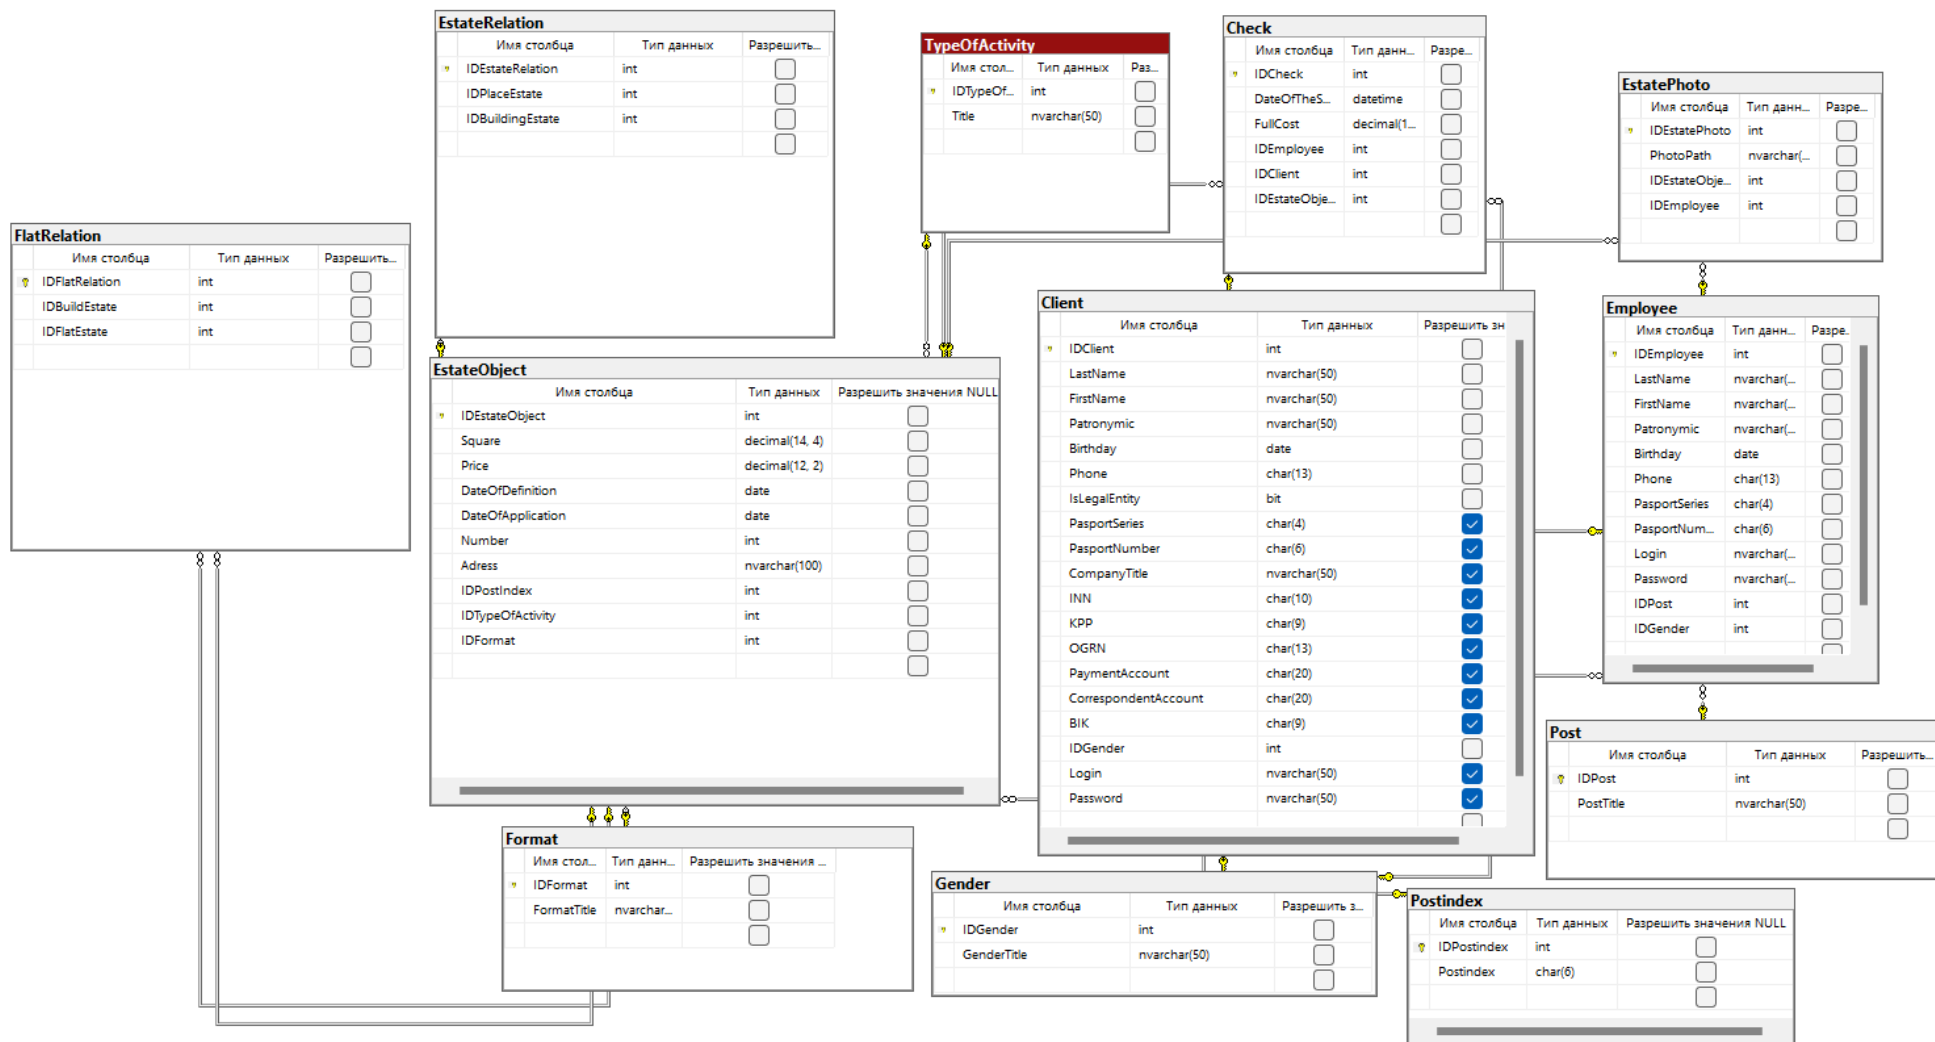 EstateRelation
Имя столбца Тип данных Разрешить...
IDEstateRelation int
IDPlaceEstate int
IDBuildingEstate int
TypeOfActivity
Имя стол... Тип данных Раз...
IDTypeOf... int
Title nvarchar(50)
Check
Имя столбца Тип данн... Разре...
IDCheck int
DateOfTheS... datetime
FullCost decimal(1...
IDEmployee int
IDClient int
IDEstateObje... int
EstatePhoto
Имя столбца Тип данн... Разре...
IDEstatePhoto int
PhotoPath nvarchar(...
IDEstateObje... int
IDEmployee int
FlatRelation
Имя столбца Тип данных Разрешить...
IDFlatRelation int
IDBuildEstate int
IDFlatEstate int
EstateObject
Имя столбца Тип данных Разрешить значения NULL
IDEstateObject int
Square decimal(14, 4)
Price decimal(12, 2)
DateOfDefinition date
DateOfApplication date
Number int
Adress nvarchar(100)
IDPostIndex int
IDTypeOfActivity int
IDFormat int
Client
Имя столбца Тип данных Разрешить зн
IDClient int
LastName nvarchar(50)
FirstName nvarchar(50)
Patronymic nvarchar(50)
Birthday date
Phone char(13)
IsLegalEntity bit
PasportSeries char(4)
PasportNumber char(6)
CompanyTitle nvarchar(50)
INN char(10)
KPP char(9)
OGRN char(13)
PaymentAccount char(20)
CorrespondentAccount char(20)
BIK char(9)
IDGender int
Login nvarchar(50)
Password nvarchar(50)
Employee
Имя столбца Тип данн... Разре.
IDEmployee int
LastName nvarchar(...
FirstName nvarchar(...
Patronymic nvarchar(...
Birthday date
Phone char(13)
PasportSeries char(4)
PasportNum... char(6)
Login nvarchar(...
Password nvarchar(...
IDPost int
IDGender int
Post
Имя столбца Тип данных Разрешить...
IDPost int
PostTitle nvarchar(50)
Format
Имя стол... Тип данн... Разрешить значения ...
IDFormat int
FormatTitle nvarchar...
Gender
Имя столбца Тип данных Разрешить з...
IDGender int
GenderTitle nvarchar(50)
Postindex
Имя столбца Тип данных Разрешить значения NULL
IDPostindex int
Postindex char(6)